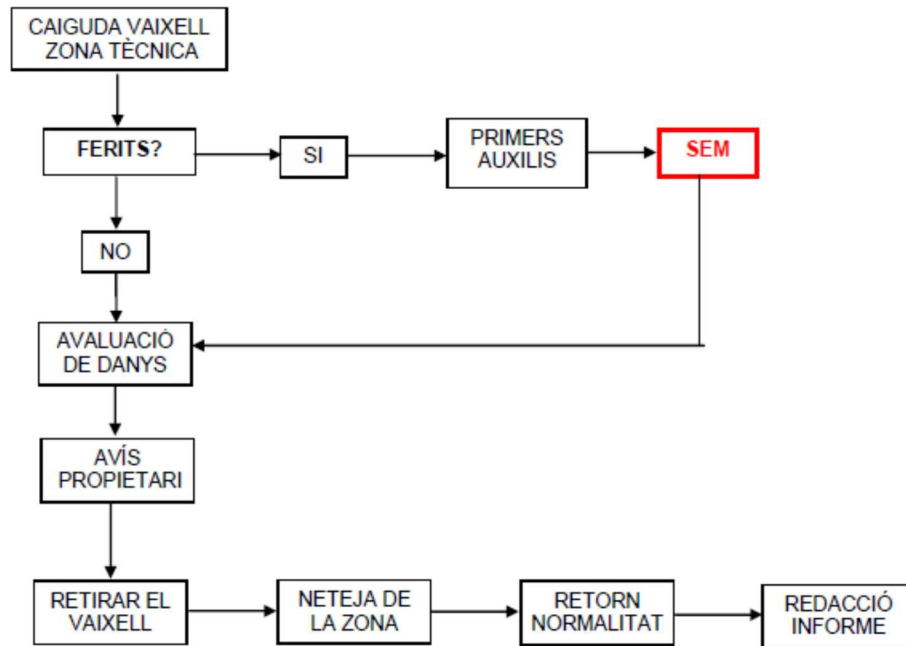 CAIGUDA VAIXELL
ZONA TÈCNICA
FERITS?
SI
PRIMERS
AUXILIS
SEM
NO
AVALUACIÓ
DE DANYS
AVÍS
PROPIETARI
RETIRAR EL
VAIXELL
NETEJA DE
LA ZONA
RETORN
NORMALITAT
REDACCIÓ
INFORME